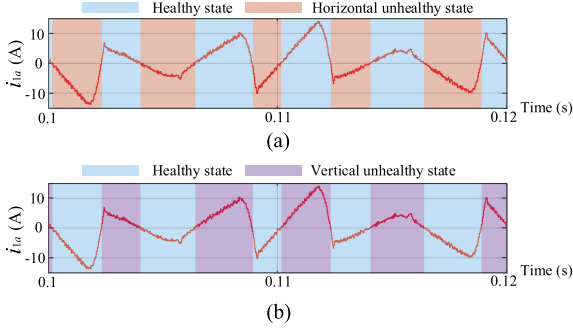 Healthy state Horizontal unhealthy state
10
0
-10
i1a (A)
0.1 0.11 0.12
Time (s)
(a)
Healthy state Vertical unhealthy state
10
0
-10
i1a (A)
0.1 0.11 0.12
Time (s)
(b)